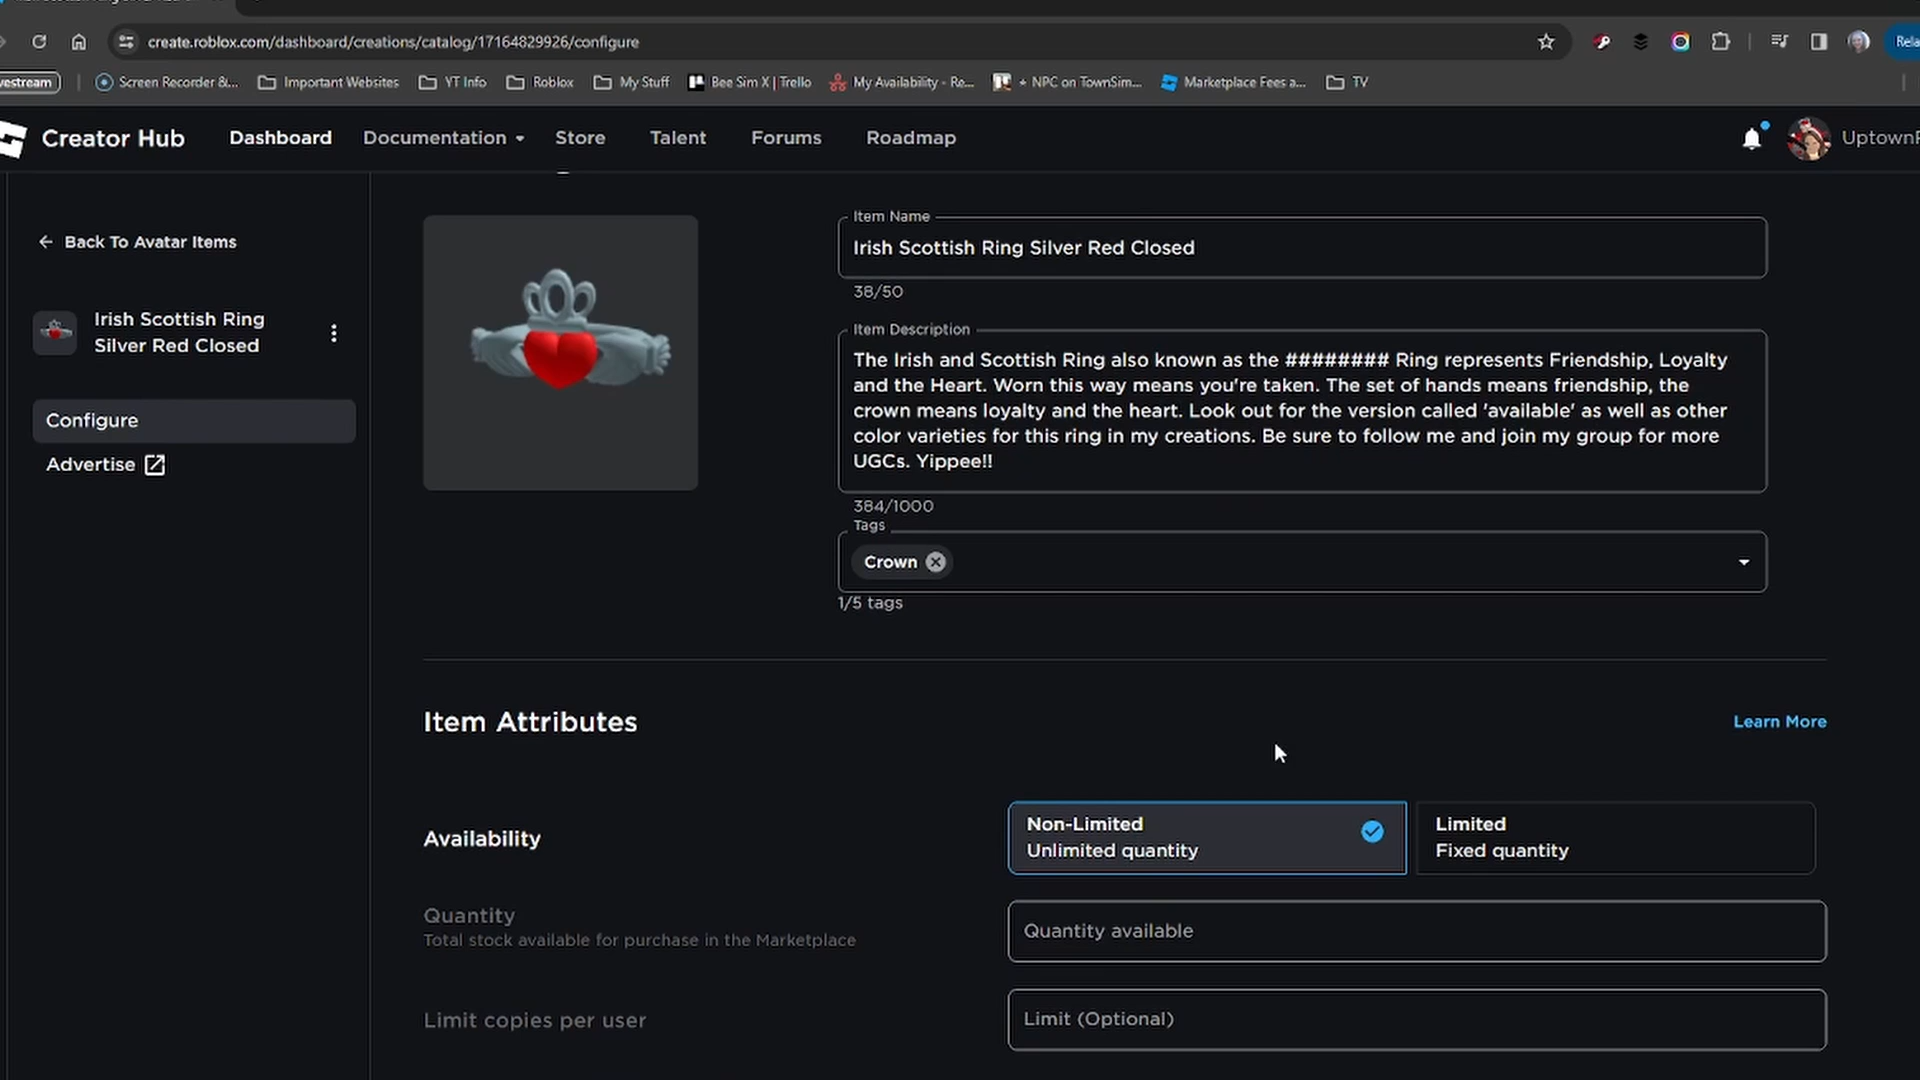 create.roblox.com/dashboard/creations/catalog/17164829926/configure
Rela
vestream
Screen Recorder &...
Important Websites
YT Info
Roblox
My Stuff
Bee Sim X | Trello
My Availability - Re...
+ NPC on TownSim...
Marketplace Fees a...
TV
Creator Hub
Dashboard
Documentation
Store
Talent
Forums
Roadmap
Uptown
Back To Avatar Items
Irish Scottish Ring
Silver Red Closed
Configure
Advertise
Item Name
Irish Scottish Ring Silver Red Closed
38/50
Item Description
The Irish and Scottish Ring also known as the ######## Ring represents Friendship, Loyalty
and the Heart. Worn this way means you're taken. The set of hands means friendship, the
crown means loyalty and the heart. Look out for the version called 'available' as well as other
color varieties for this ring in my creations. Be sure to follow me and join my group for more
UGCs. Yippee!!
384/1000
Tags
Crown
1/5 tags
Item Attributes
Learn More
Availability
Non-Limited
Unlimited quantity
Limited
Fixed quantity
Quantity
Total stock available for purchase in the Marketplace
Quantity available
Limit copies per user
Limit (Optional)